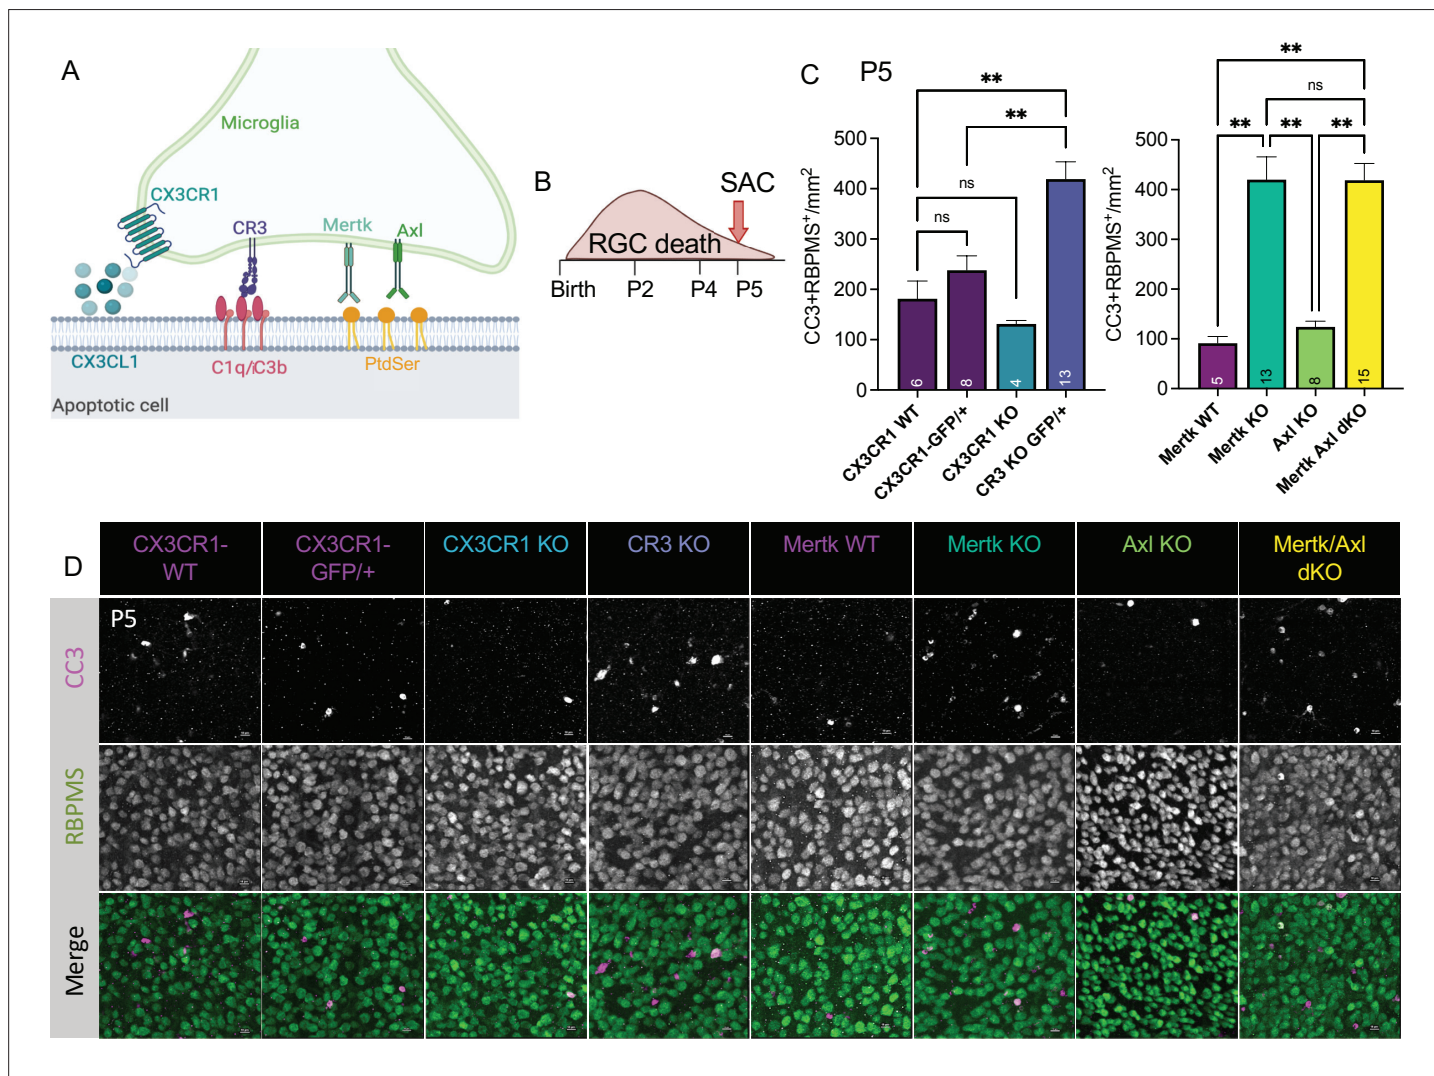 A
Microglia
CX3CR1
CR3
Mertk
Axl
CX3CL1
C1q/iC3b
PtdSer
Apoptotic cell
B
SAC
RGC death
Birth
P2
P4
P5
C
P5
**
**
ns
ns
CC3+RBPMS+/mm2
500
400
300
200
100
0
6
8
4
13
CX3CR1 WT
CX3CR1-GFP/+
CX3CR1 KO
CR3 KO GFP/+
**
ns
**
**
**
CC3+RBPMS+/mm2
500
400
300
200
100
0
5
13
8
15
Mertk WT
Mertk KO
Axl KO
Mertk Axl dKO
D
CX3CR1-
WT
CX3CR1-
GFP/+
CX3CR1 KO
CR3 KO
Mertk WT
Mertk KO
Axl KO
Mertk/Axl
dKO
CC3
P5
RBPMS
Merge